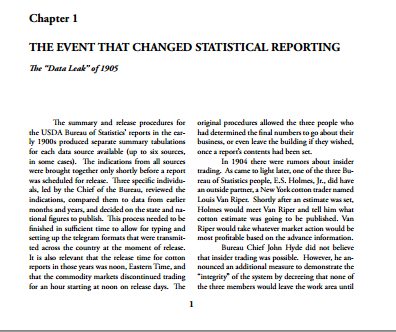 Chapter 1
THE EVENT THAT CHANGED STATISTICAL REPORTING
The “Data Leak” of 1905
The summary and release procedures for
the USDA Bureau of Statistics’ reports in the ear-
ly 1900s produced separate summary tabulations
for each data source available (up to six sources,
in some cases).  The indications from all sources
were brought together only shortly before a report
was scheduled for release.  Three specific individu-
als, led by the Chief of the Bureau, reviewed the
indications, compared them to data from earlier
months and years, and decided on the state and na-
tional figures to publish.  This process needed to be
finished in sufficient time to allow for typing and
setting up the telegram formats that were transmit-
ted across the country at the moment of release.
It is also relevant that the release time for cotton
reports in those years was noon, Eastern Time, and
that the commodity markets discontinued trading
for an hour starting at noon on release days.  The
original procedures allowed the three people who
had determined the final numbers to go about their
business, or even leave the building if they wished,
once a report’s contents had been set.
In 1904 there were rumors about insider
trading.  As came to light later, one of the three Bu-
reau of Statistics people, E.S. Holmes, Jr., did have
an outside partner, a New York cotton trader named
Louis Van Riper.  Shortly after an estimate was set,
Holmes would meet Van Riper and tell him what
cotton estimate was going to be published.  Van
Riper would take whatever market action would be
most profitable based on the advance information.
Bureau Chief John Hyde did not believe
that insider trading was possible.  However, he an-
nounced an additional measure to demonstrate the
“integrity” of the system by decreeing that none of
the three members would leave the work area until
1